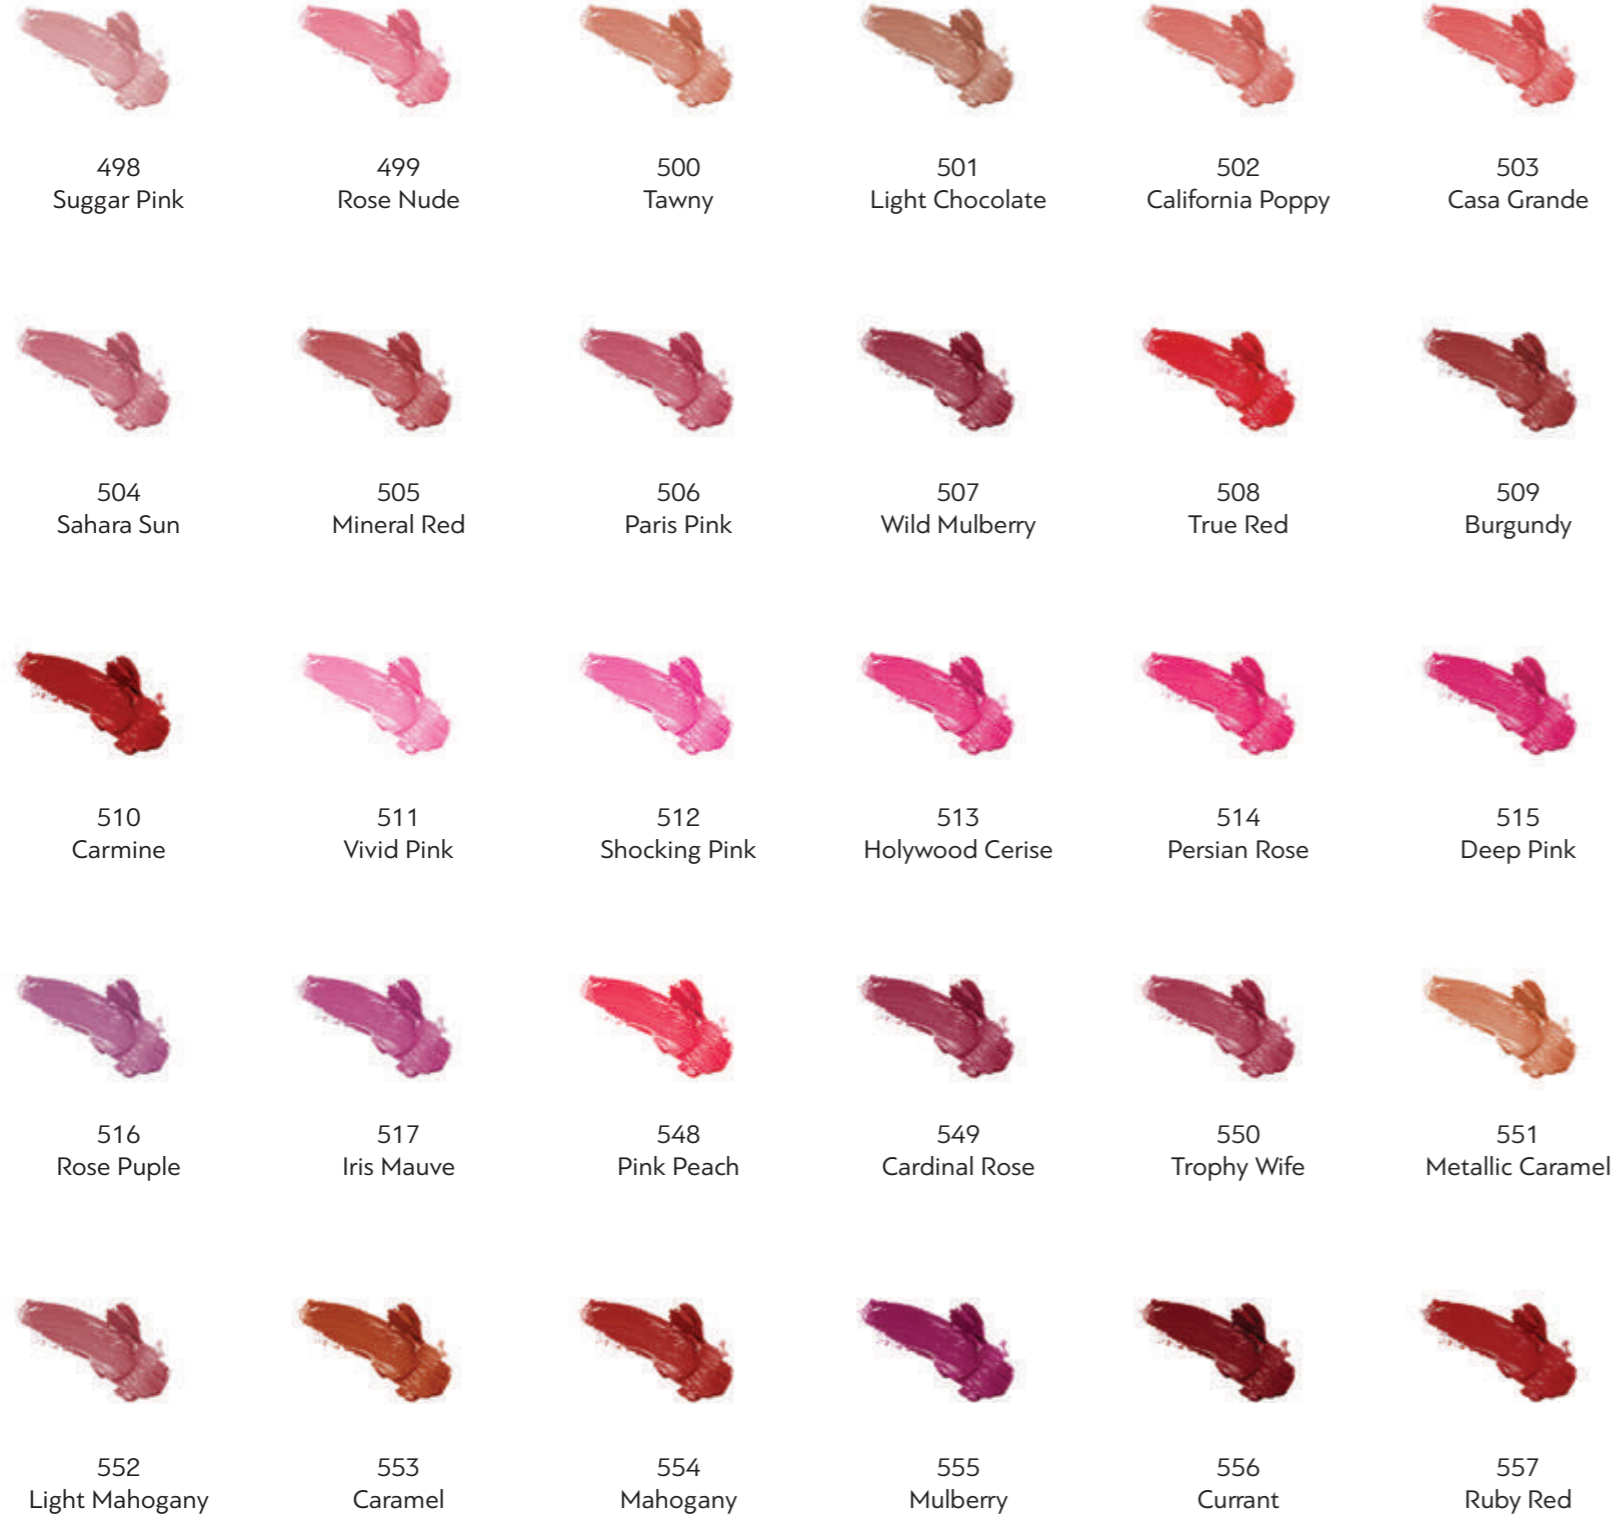 498
Suggar Pink
499
Rose Nude
500
Tawny
501
Light Chocolate
502
California Poppy
503
Casa Grande
504
Sahara Sun
505
Mineral Red
506
Paris Pink
507
Wild Mulberry
508
True Red
509
Burgundy
510
Carmine
511
Vivid Pink
512
Shocking Pink
513
Holywood Cerise
514
Persian Rose
515
Deep Pink
516
Rose Puple
517
Iris Mauve
548
Pink Peach
549
Cardinal Rose
550
Trophy Wife
551
Metallic Caramel
552
Light Mahogany
553
Caramel
554
Mahogany
555
Mulberry
556
Currant
557
Ruby Red